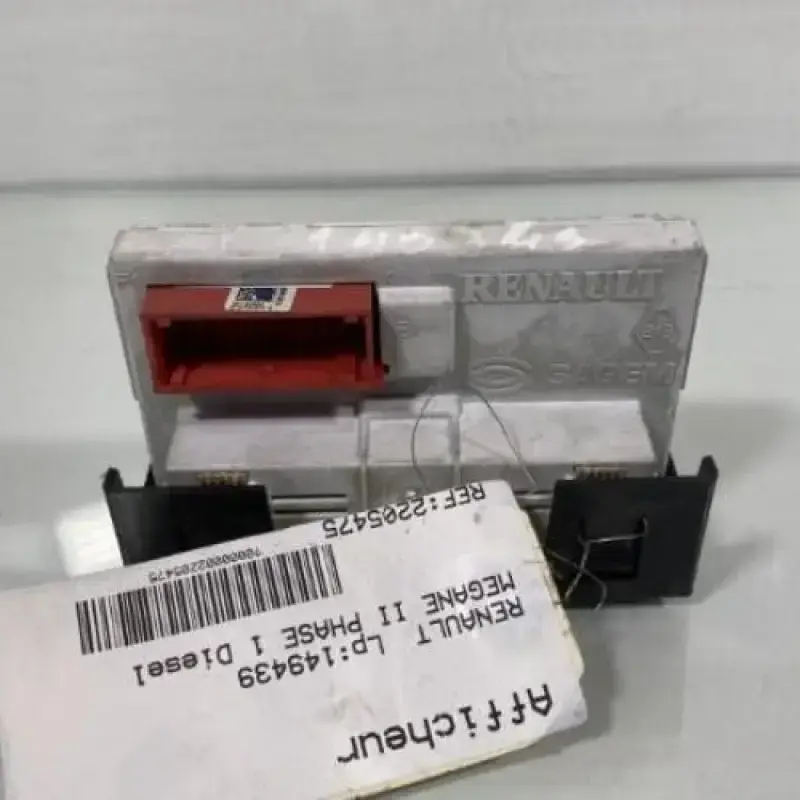 RENAULT
SAGEM
Afficheur
RENAULT Lp:149439
MEGANE II PHASE 1 Diesel
REF:2205475